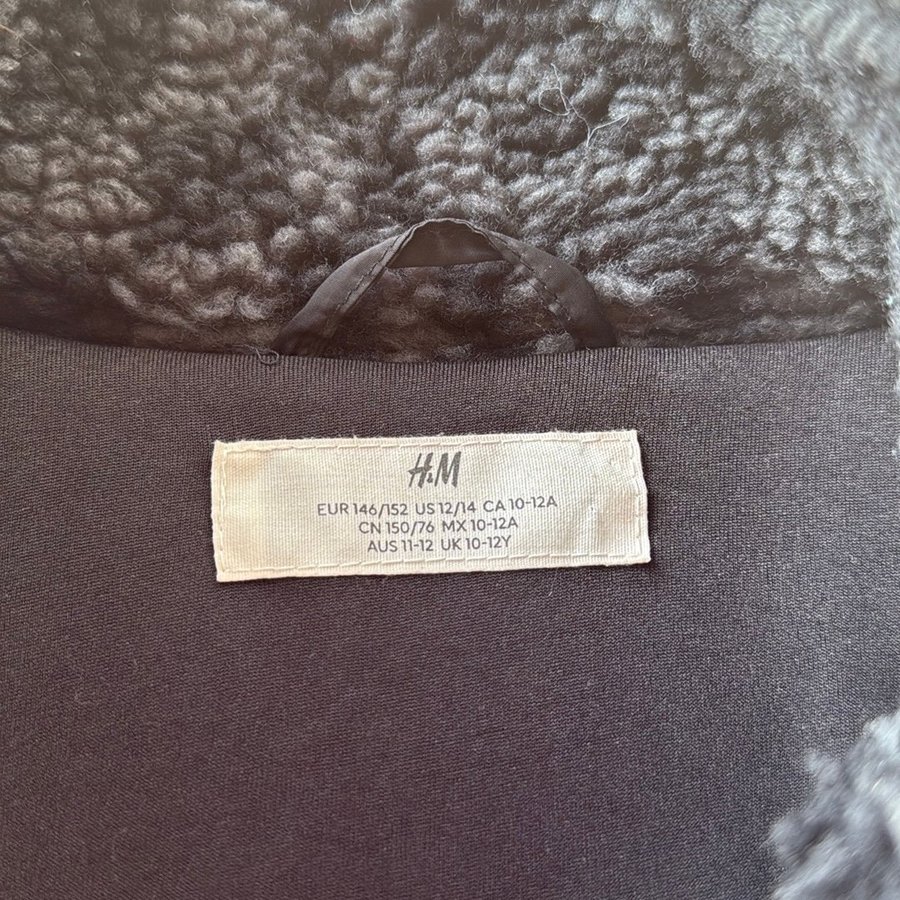 H&M
EUR 146/152 US 12/14 CA 10-12A
CN 150/76 MX 10-12A
AUS 11-12 UK 10-12Y